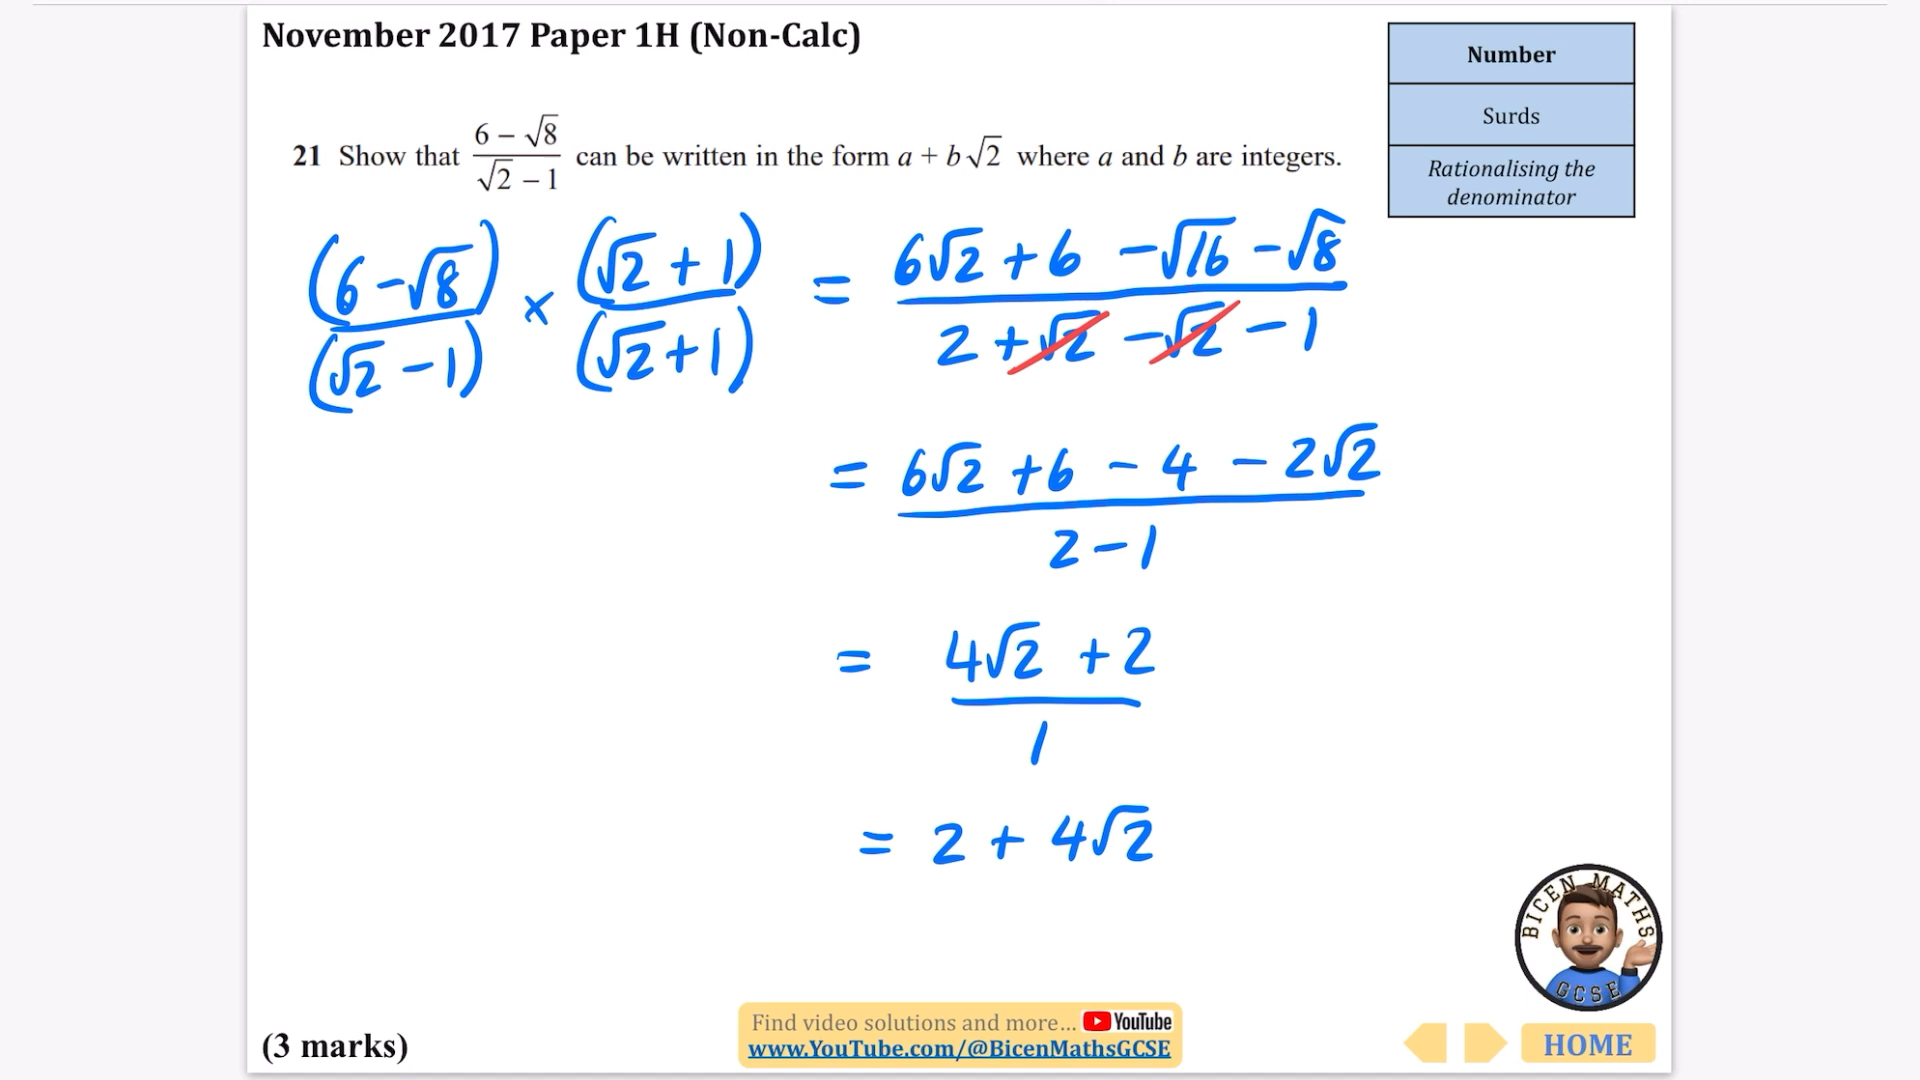 November 2017 Paper 1H (Non-Calc)
Number
Surds
Rationalising the
denominator
21 Show that (6 − √8)/(√2 − 1) can be written in the form a + b√2 where a and b are integers.
(6 − √8)/(√2 − 1) × (√2 + 1)/(√2 + 1) = (6√2 + 6 − √16 − √8)/(2 + √2 − √2 − 1)
= (6√2 + 6 − 4 − 2√2)/(2 − 1)
= (4√2 + 2)/1
= 2 + 4√2
BICEN MATHS
GCSE
(3 marks)
Find video solutions and more... YouTube
www.YouTube.com/@BicenMathsGCSE
HOME